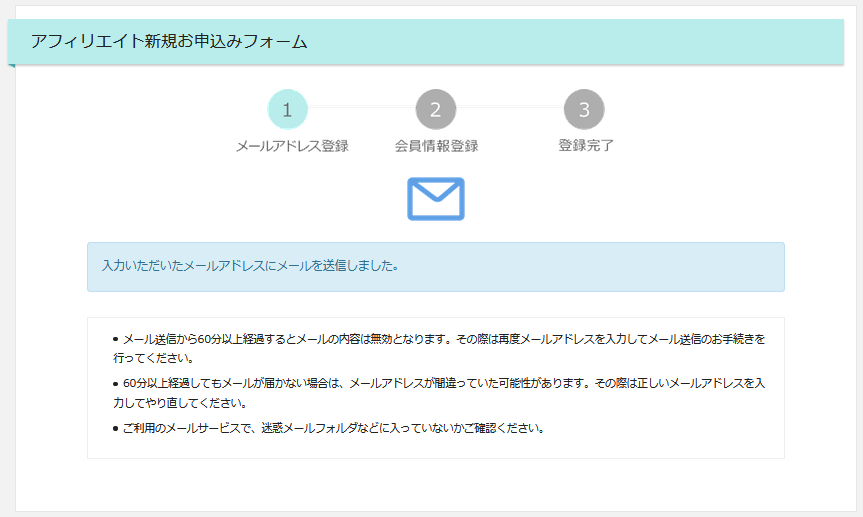 アフィリエイト新規お申込みフォーム
1
2
3
メールアドレス登録
会員情報登録
登録完了
入力いただいたメールアドレスにメールを送信しました。
● メール送信から60分以上経過するとメールの内容は無効となります。その際は再度メールアドレスを入力してメール送信のお手続きを
行ってください。
● 60分以上経過してもメールが届かない場合は、メールアドレスが間違っていた可能性があります。その際は正しいメールアドレスを入
力してやり直してください。
● ご利用のメールサービスで、迷惑メールフォルダなどに入っていないかご確認ください。